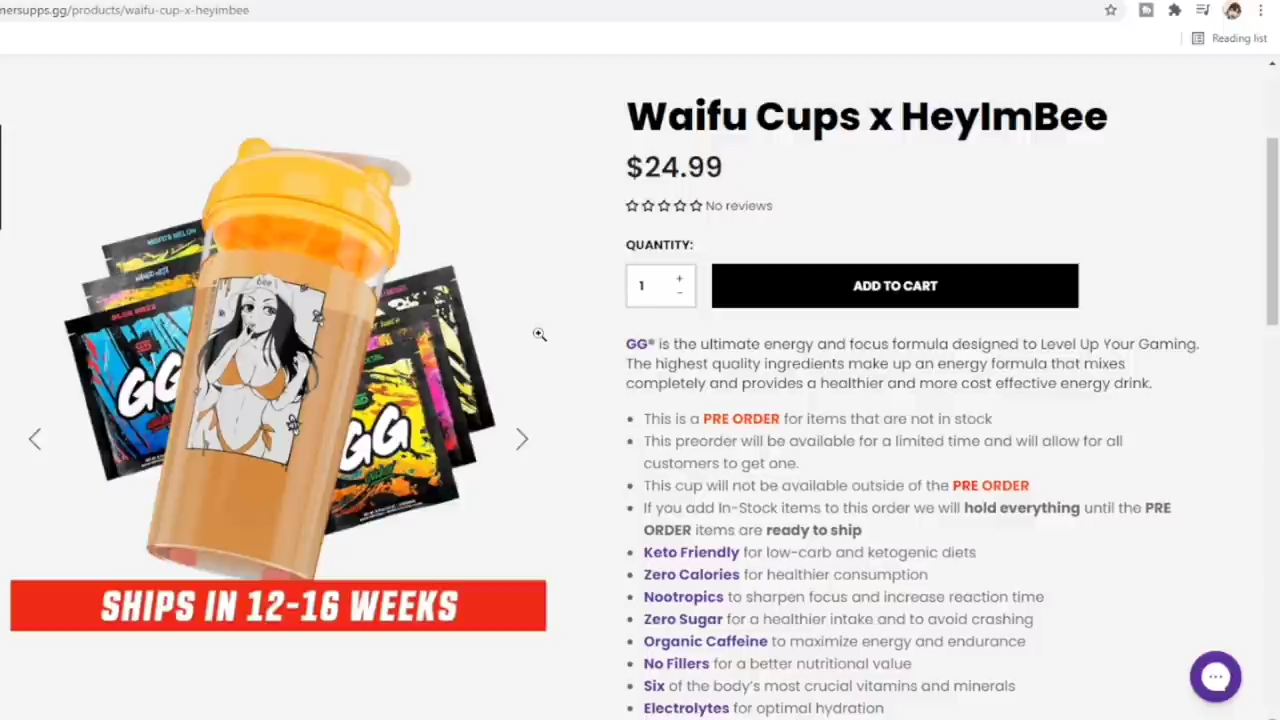 mersupps.gg/products/waifu-cup-x-heyimbee
Reading list
Waifu Cups x HeyImBee
$24.99
No reviews
QUANTITY:
1 + -
ADD TO CART
GG® is the ultimate energy and focus formula designed to Level Up Your Gaming.
The highest quality ingredients make up an energy formula that mixes
completely and provides a healthier and more cost effective energy drink.
This is a PRE ORDER for items that are not in stock
This preorder will be available for a limited time and will allow for all
customers to get one.
This cup will not be available outside of the PRE ORDER
If you add In-Stock items to this order we will hold everything until the PRE
ORDER items are ready to ship
Keto Friendly for low-carb and ketogenic diets
Zero Calories for healthier consumption
Nootropics to sharpen focus and increase reaction time
Zero Sugar for a healthier intake and to avoid crashing
Organic Caffeine to maximize energy and endurance
No Fillers for a better nutritional value
Six of the body's most crucial vitamins and minerals
Electrolytes for optimal hydration
Bee
GG
GG
SHIPS IN 12-16 WEEKS